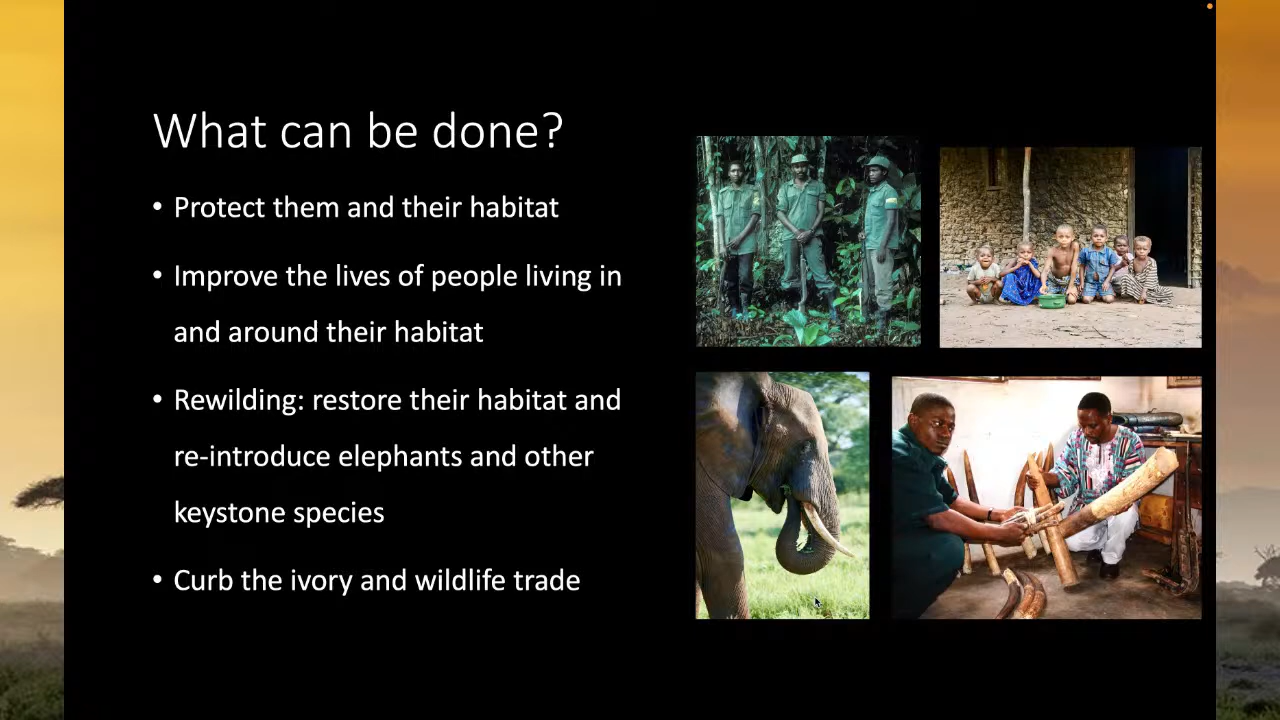 What can be done?
• Protect them and their habitat
• Improve the lives of people living in
and around their habitat
• Rewilding: restore their habitat and
re-introduce elephants and other
keystone species
• Curb the ivory and wildlife trade